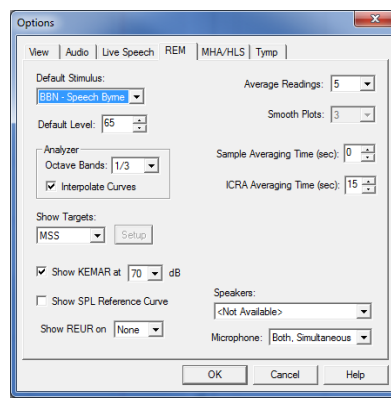 Options
View Audio Live Speech REM MHA/HLS Tymp
Default Stimulus:
BBN - Speech Byrne
Default Level: 65
Analyzer
Octave Bands: 1/3
Interpolate Curves
Show Targets:
MSS Setup
Show KEMAR at 70 dB
Show SPL Reference Curve
Show REUR on None
Average Readings: 5
Smooth Plots: 3
Sample Averaging Time (sec): 0
ICRA Averaging Time (sec): 15
Speakers:
<Not Available>
Microphone: Both, Simultaneous
OK Cancel Help